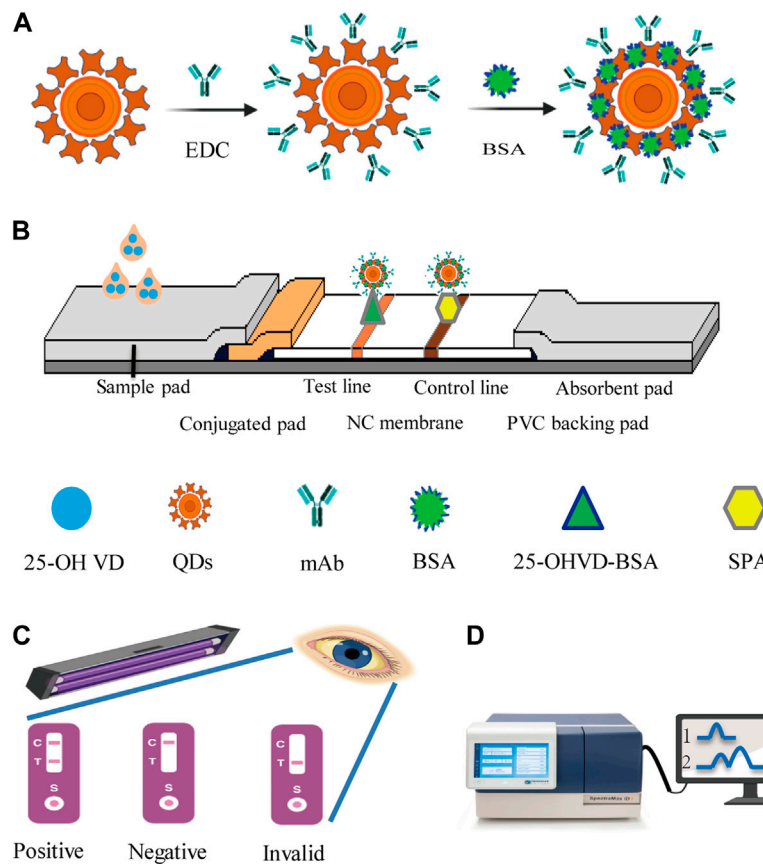 A
EDC
BSA
B
Sample pad
Test line
Control line
Absorbent pad
Conjugated pad
NC membrane
PVC backing pad
25-OH VD
QDs
mAb
BSA
25-OHVD-BSA
SPA
C
D
C
T
S
C
T
S
C
T
S
1
2
Positive
Negative
Invalid